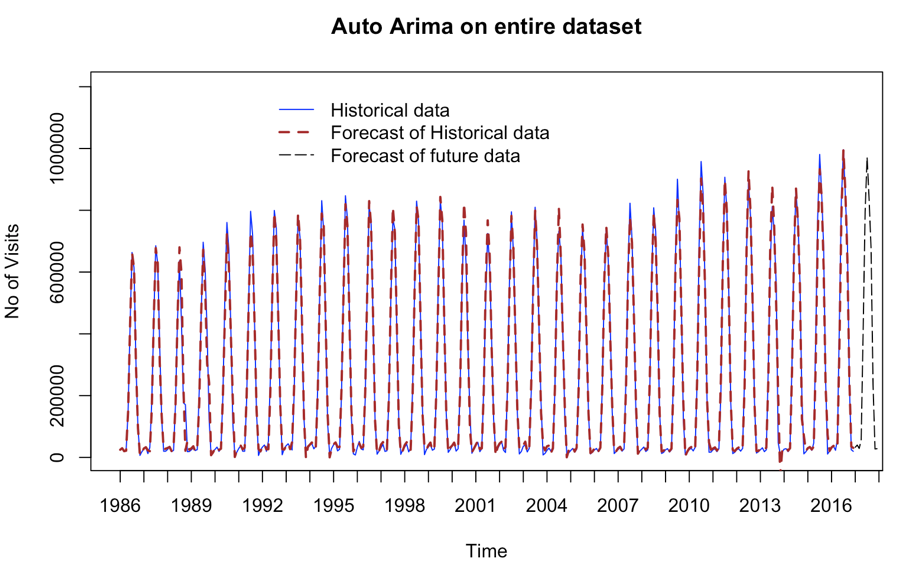 Auto Arima on entire dataset
Historical data
Forecast of Historical data
Forecast of future data
No of Visits
1000000
600000
200000
0
1986 1989 1992 1995 1998 2001 2004 2007 2010 2013 2016
Time